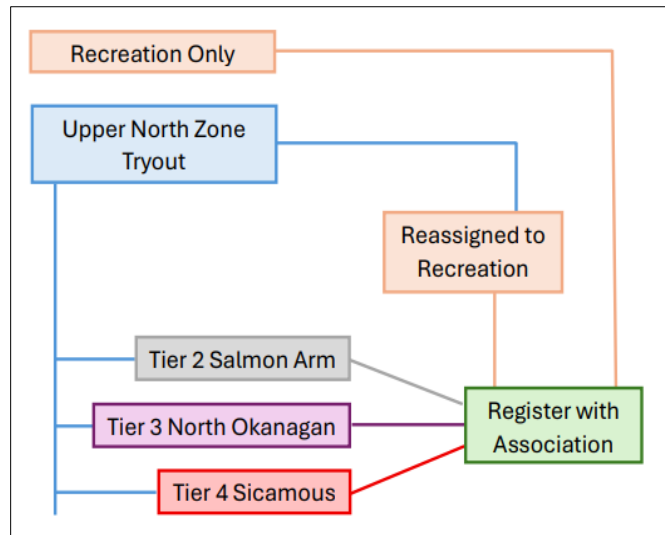 Recreation Only
Upper North Zone
Tryout
Reassigned to
Recreation
Tier 2 Salmon Arm
Tier 3 North Okanagan
Tier 4 Sicamous
Register with
Association